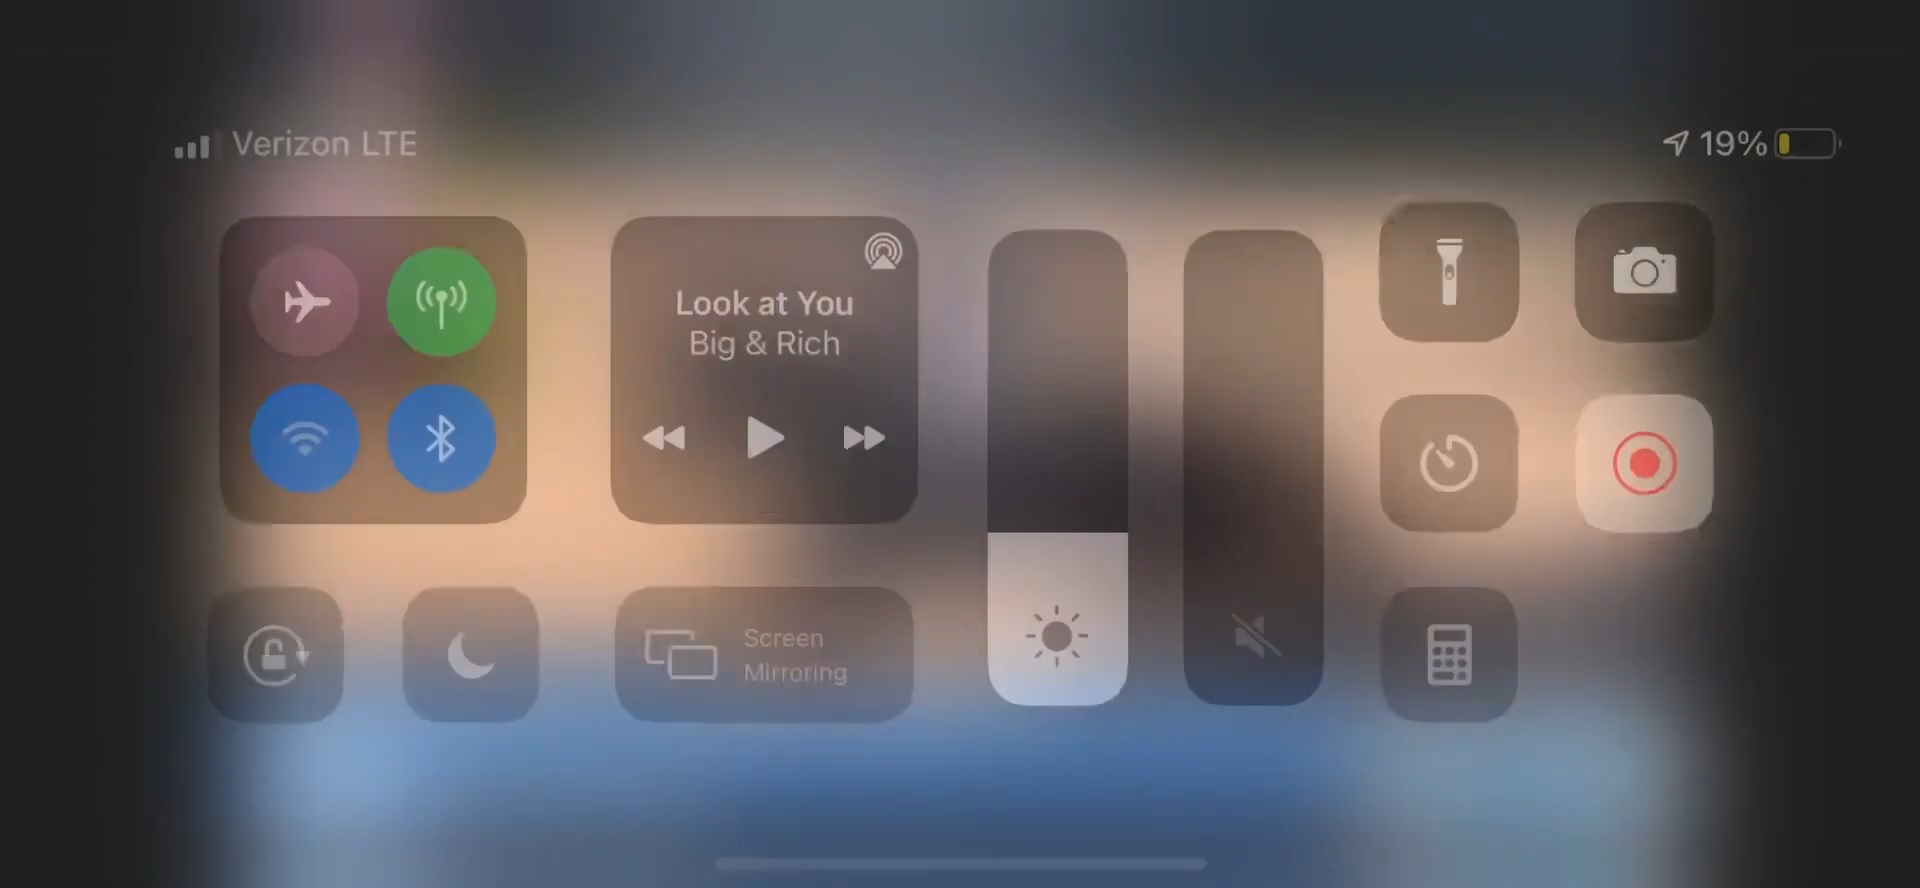 Verizon LTE
19%
Look at You
Big & Rich
Screen
Mirroring